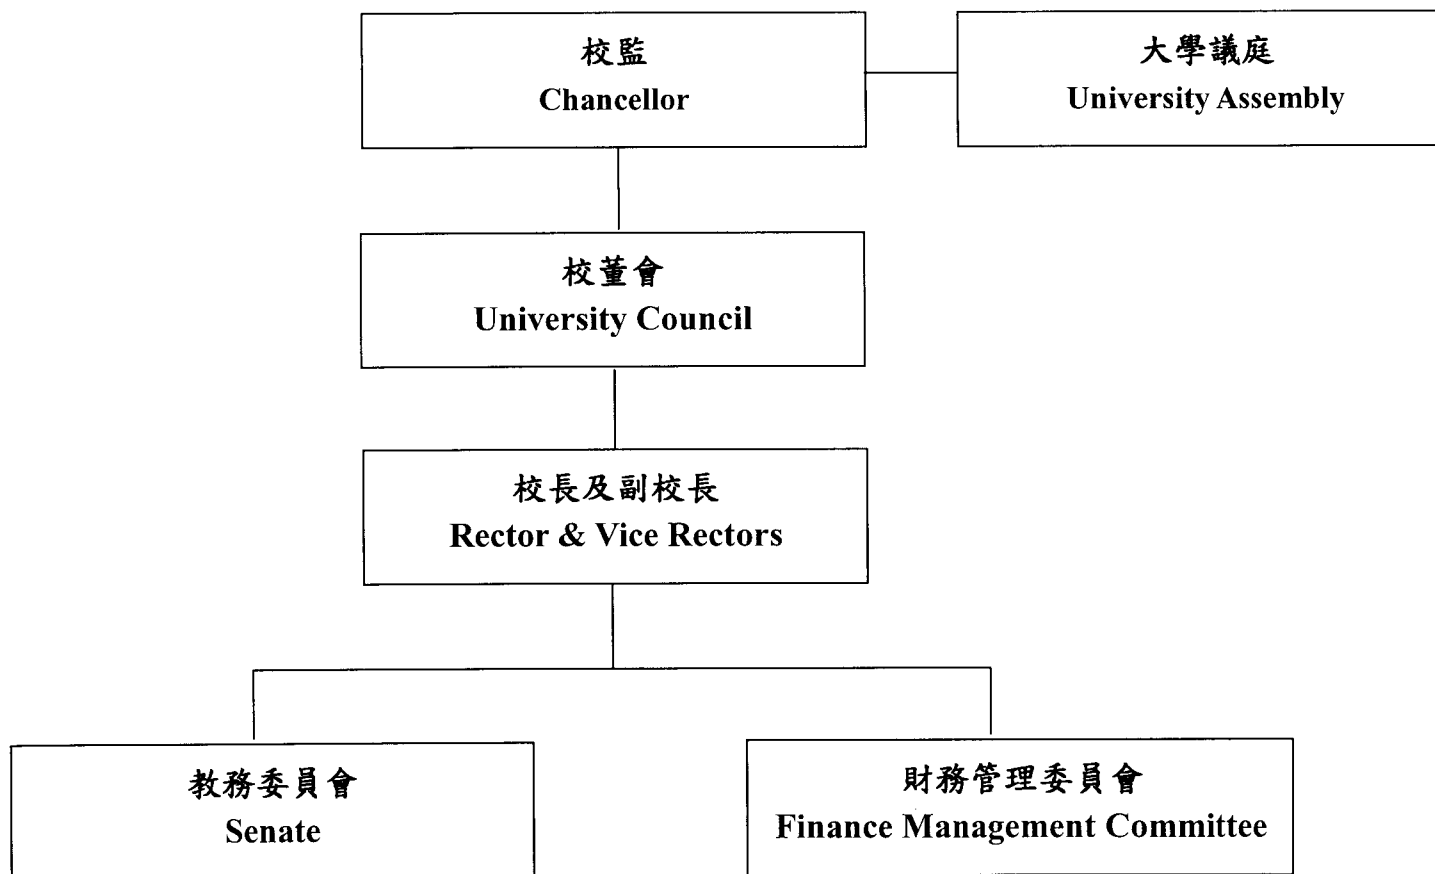 校監
Chancellor
大學議庭
University Assembly
校董會
University Council
校長及副校長
Rector & Vice Rectors
教務委員會
Senate
財務管理委員會
Finance Management Committee